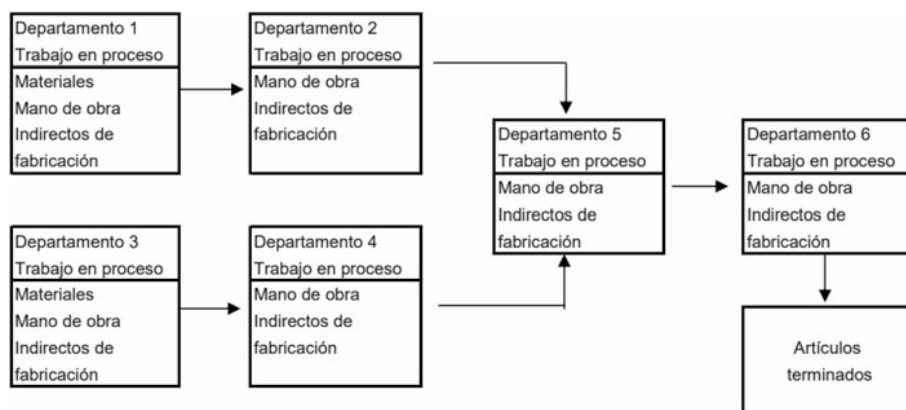 Departamento 1
Trabajo en proceso
Materiales
Mano de obra
Indirectos de
fabricación
Departamento 2
Trabajo en proceso
Mano de obra
Indirectos de
fabricación
Departamento 3
Trabajo en proceso
Materiales
Mano de obra
Indirectos de
fabricación
Departamento 4
Trabajo en proceso
Mano de obra
Indirectos de
fabricación
Departamento 5
Trabajo en proceso
Mano de obra
Indirectos de
fabricación
Departamento 6
Trabajo en proceso
Mano de obra
Indirectos de
fabricación
Artículos
terminados